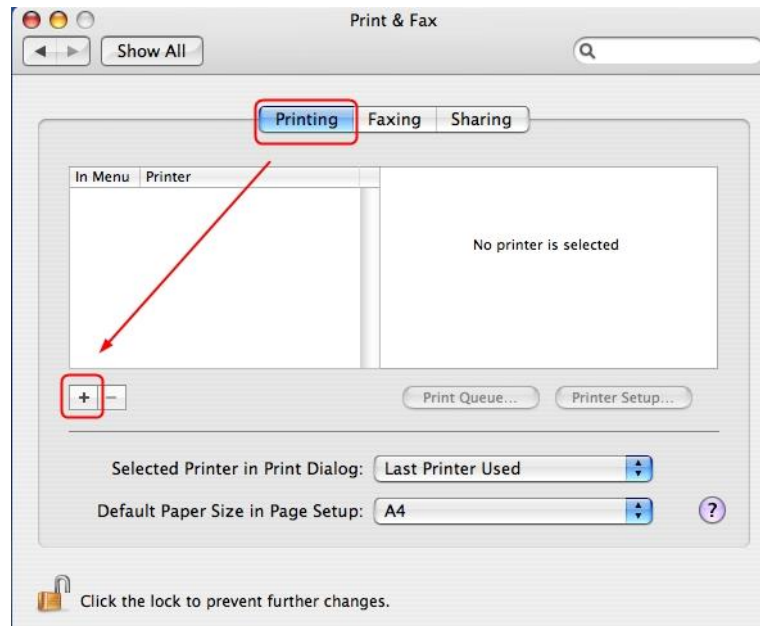 Print & Fax
Show All
Printing Faxing Sharing
In Menu Printer
No printer is selected
+ −
Print Queue... Printer Setup...
Selected Printer in Print Dialog: Last Printer Used
Default Paper Size in Page Setup: A4 ?
Click the lock to prevent further changes.